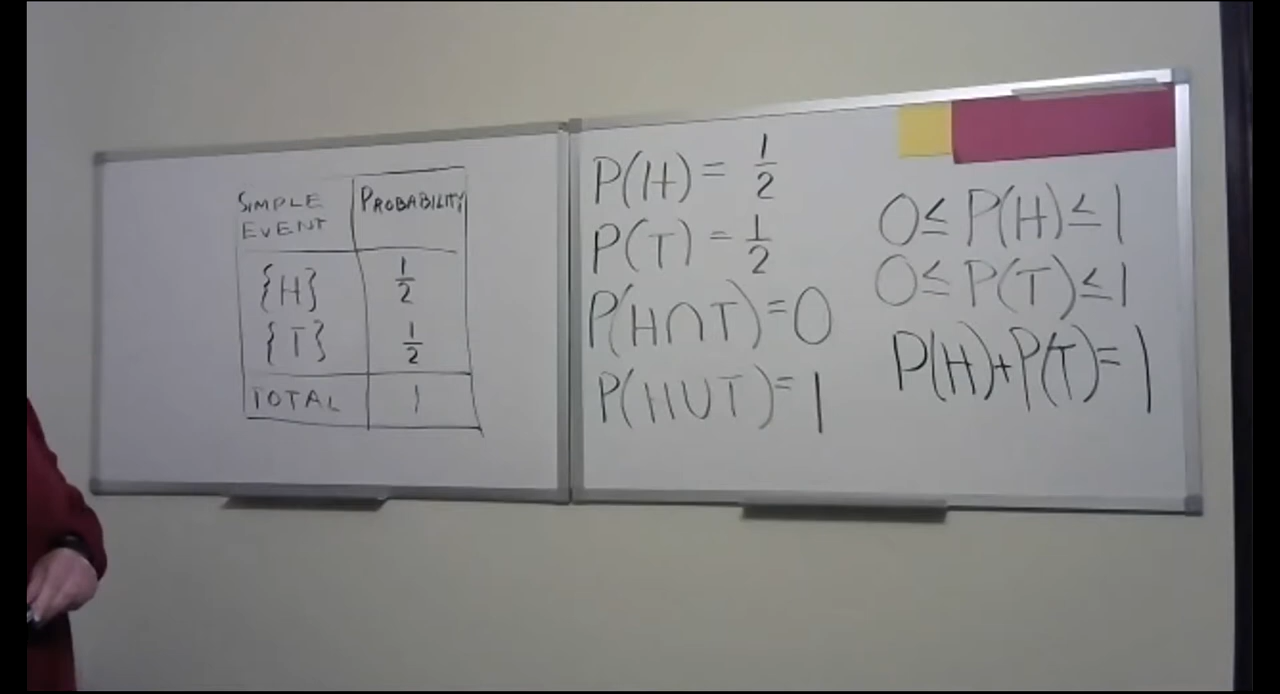 SIMPLE EVENT PROBABILITY
{H} 1/2
{T} 1/2
TOTAL 1
P(H) = 1/2
P(T) = 1/2
P(H∩T) = 0
P(H∪T) = 1
0 ≤ P(H) ≤ 1
0 ≤ P(T) ≤ 1
P(H) + P(T) = 1